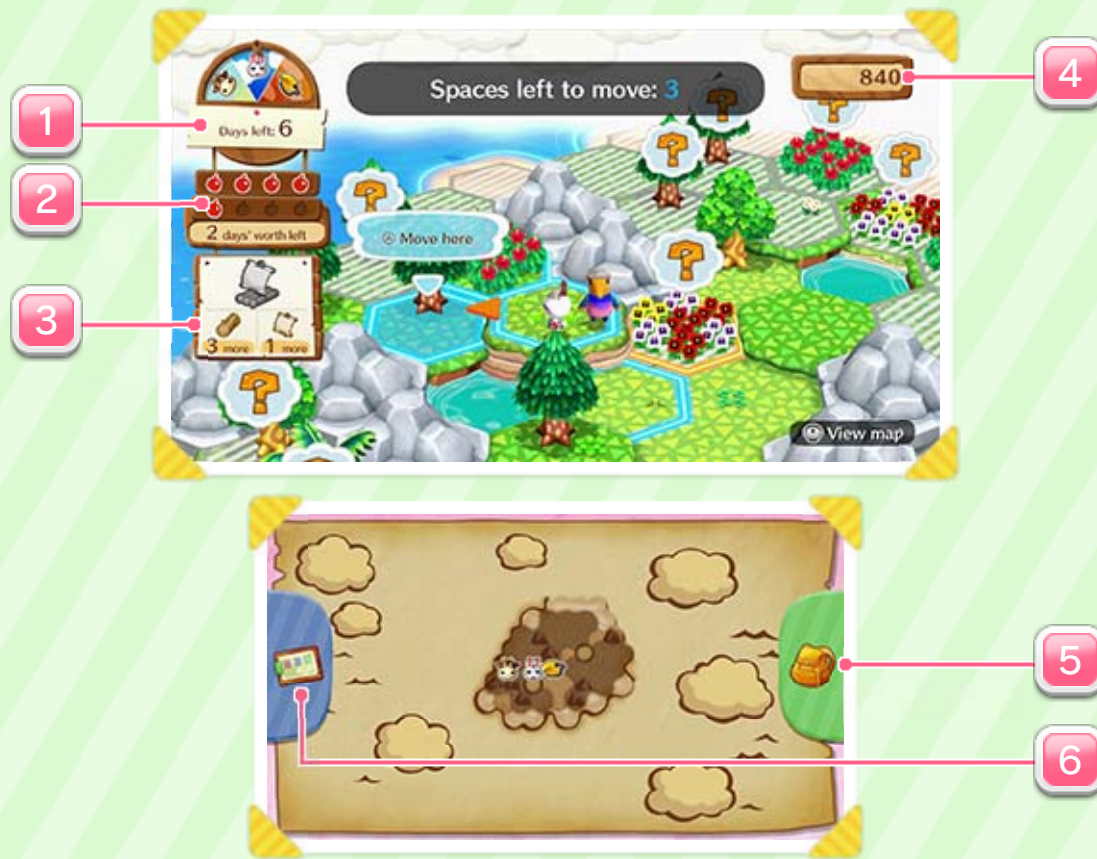 Spaces left to move: 3
840
Days left: 6
2 days' worth left
3 more
1 more
Ⓐ Move here
?
?
?
?
?
?
?
View map
1
2
3
4
5
6